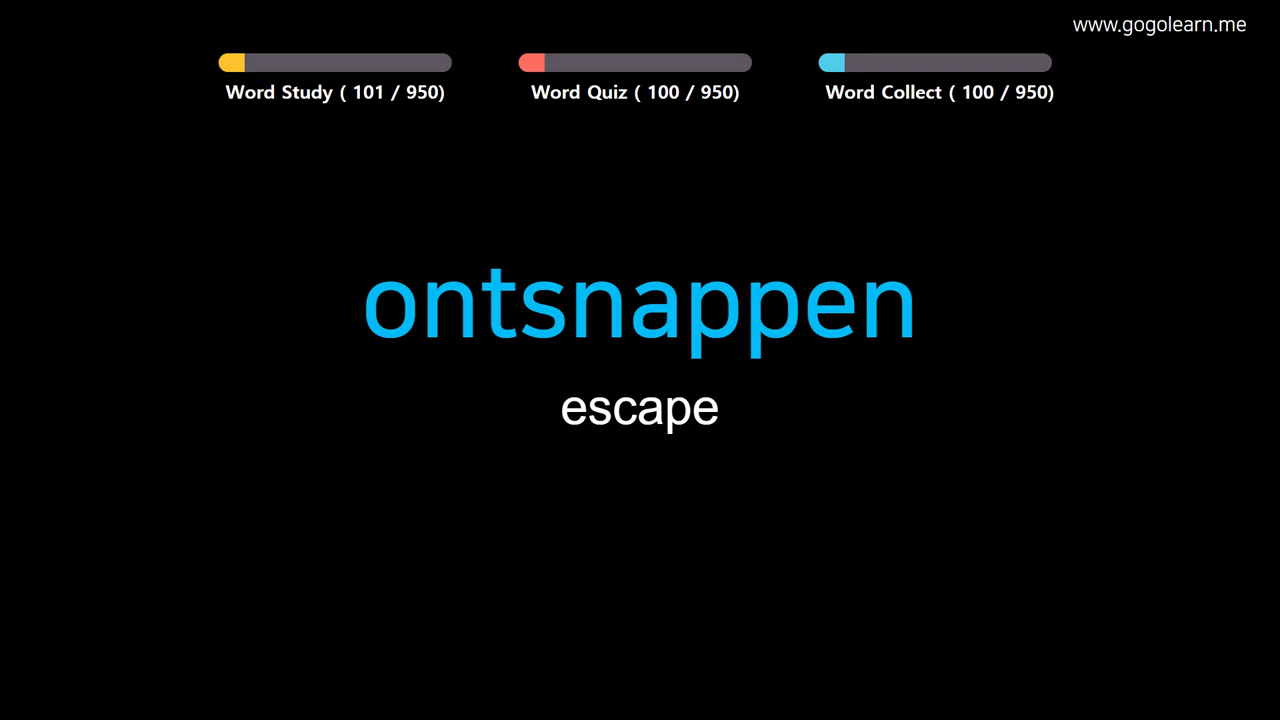 www.gogolearn.me
Word Study ( 101 / 950)
Word Quiz ( 100 / 950)
Word Collect ( 100 / 950)
ontsnappen
escape